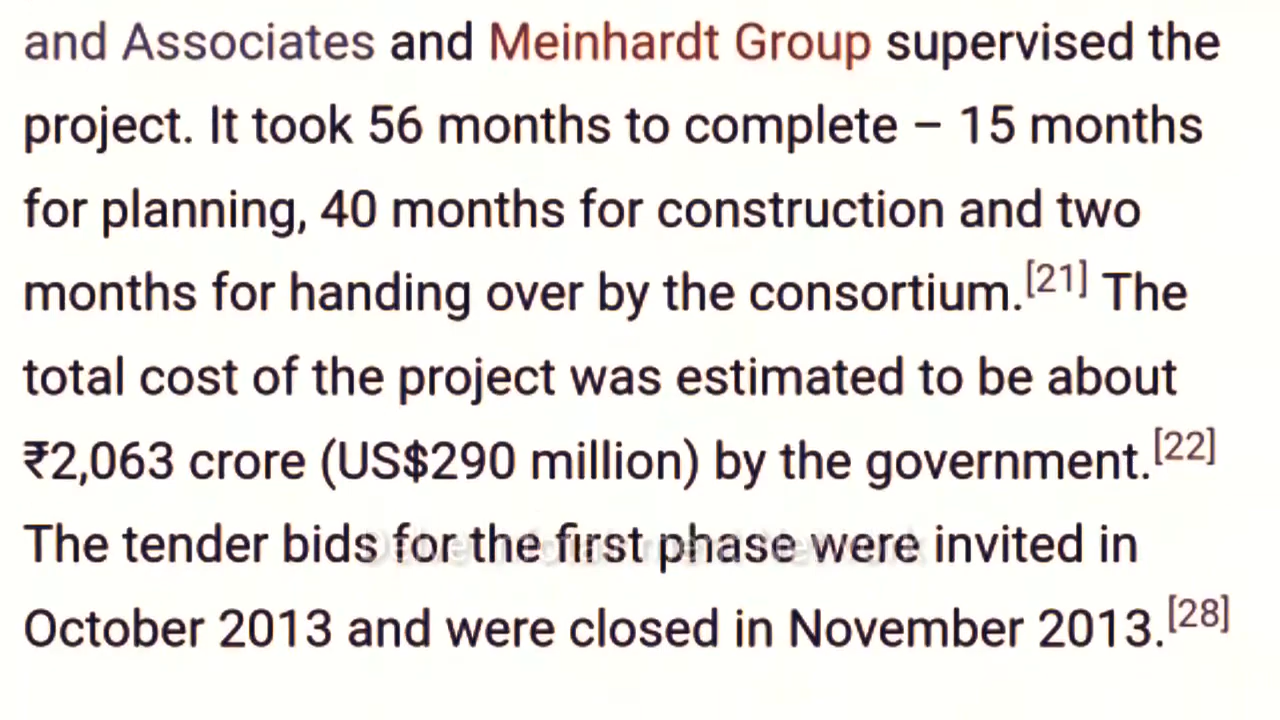 and Associates and Meinhardt Group supervised the
project. It took 56 months to complete – 15 months
for planning, 40 months for construction and two
months for handing over by the consortium.[21] The
total cost of the project was estimated to be about
₹2,063 crore (US$290 million) by the government.[22]
The tender bids for the first phase were invited in
October 2013 and were closed in November 2013.[28]